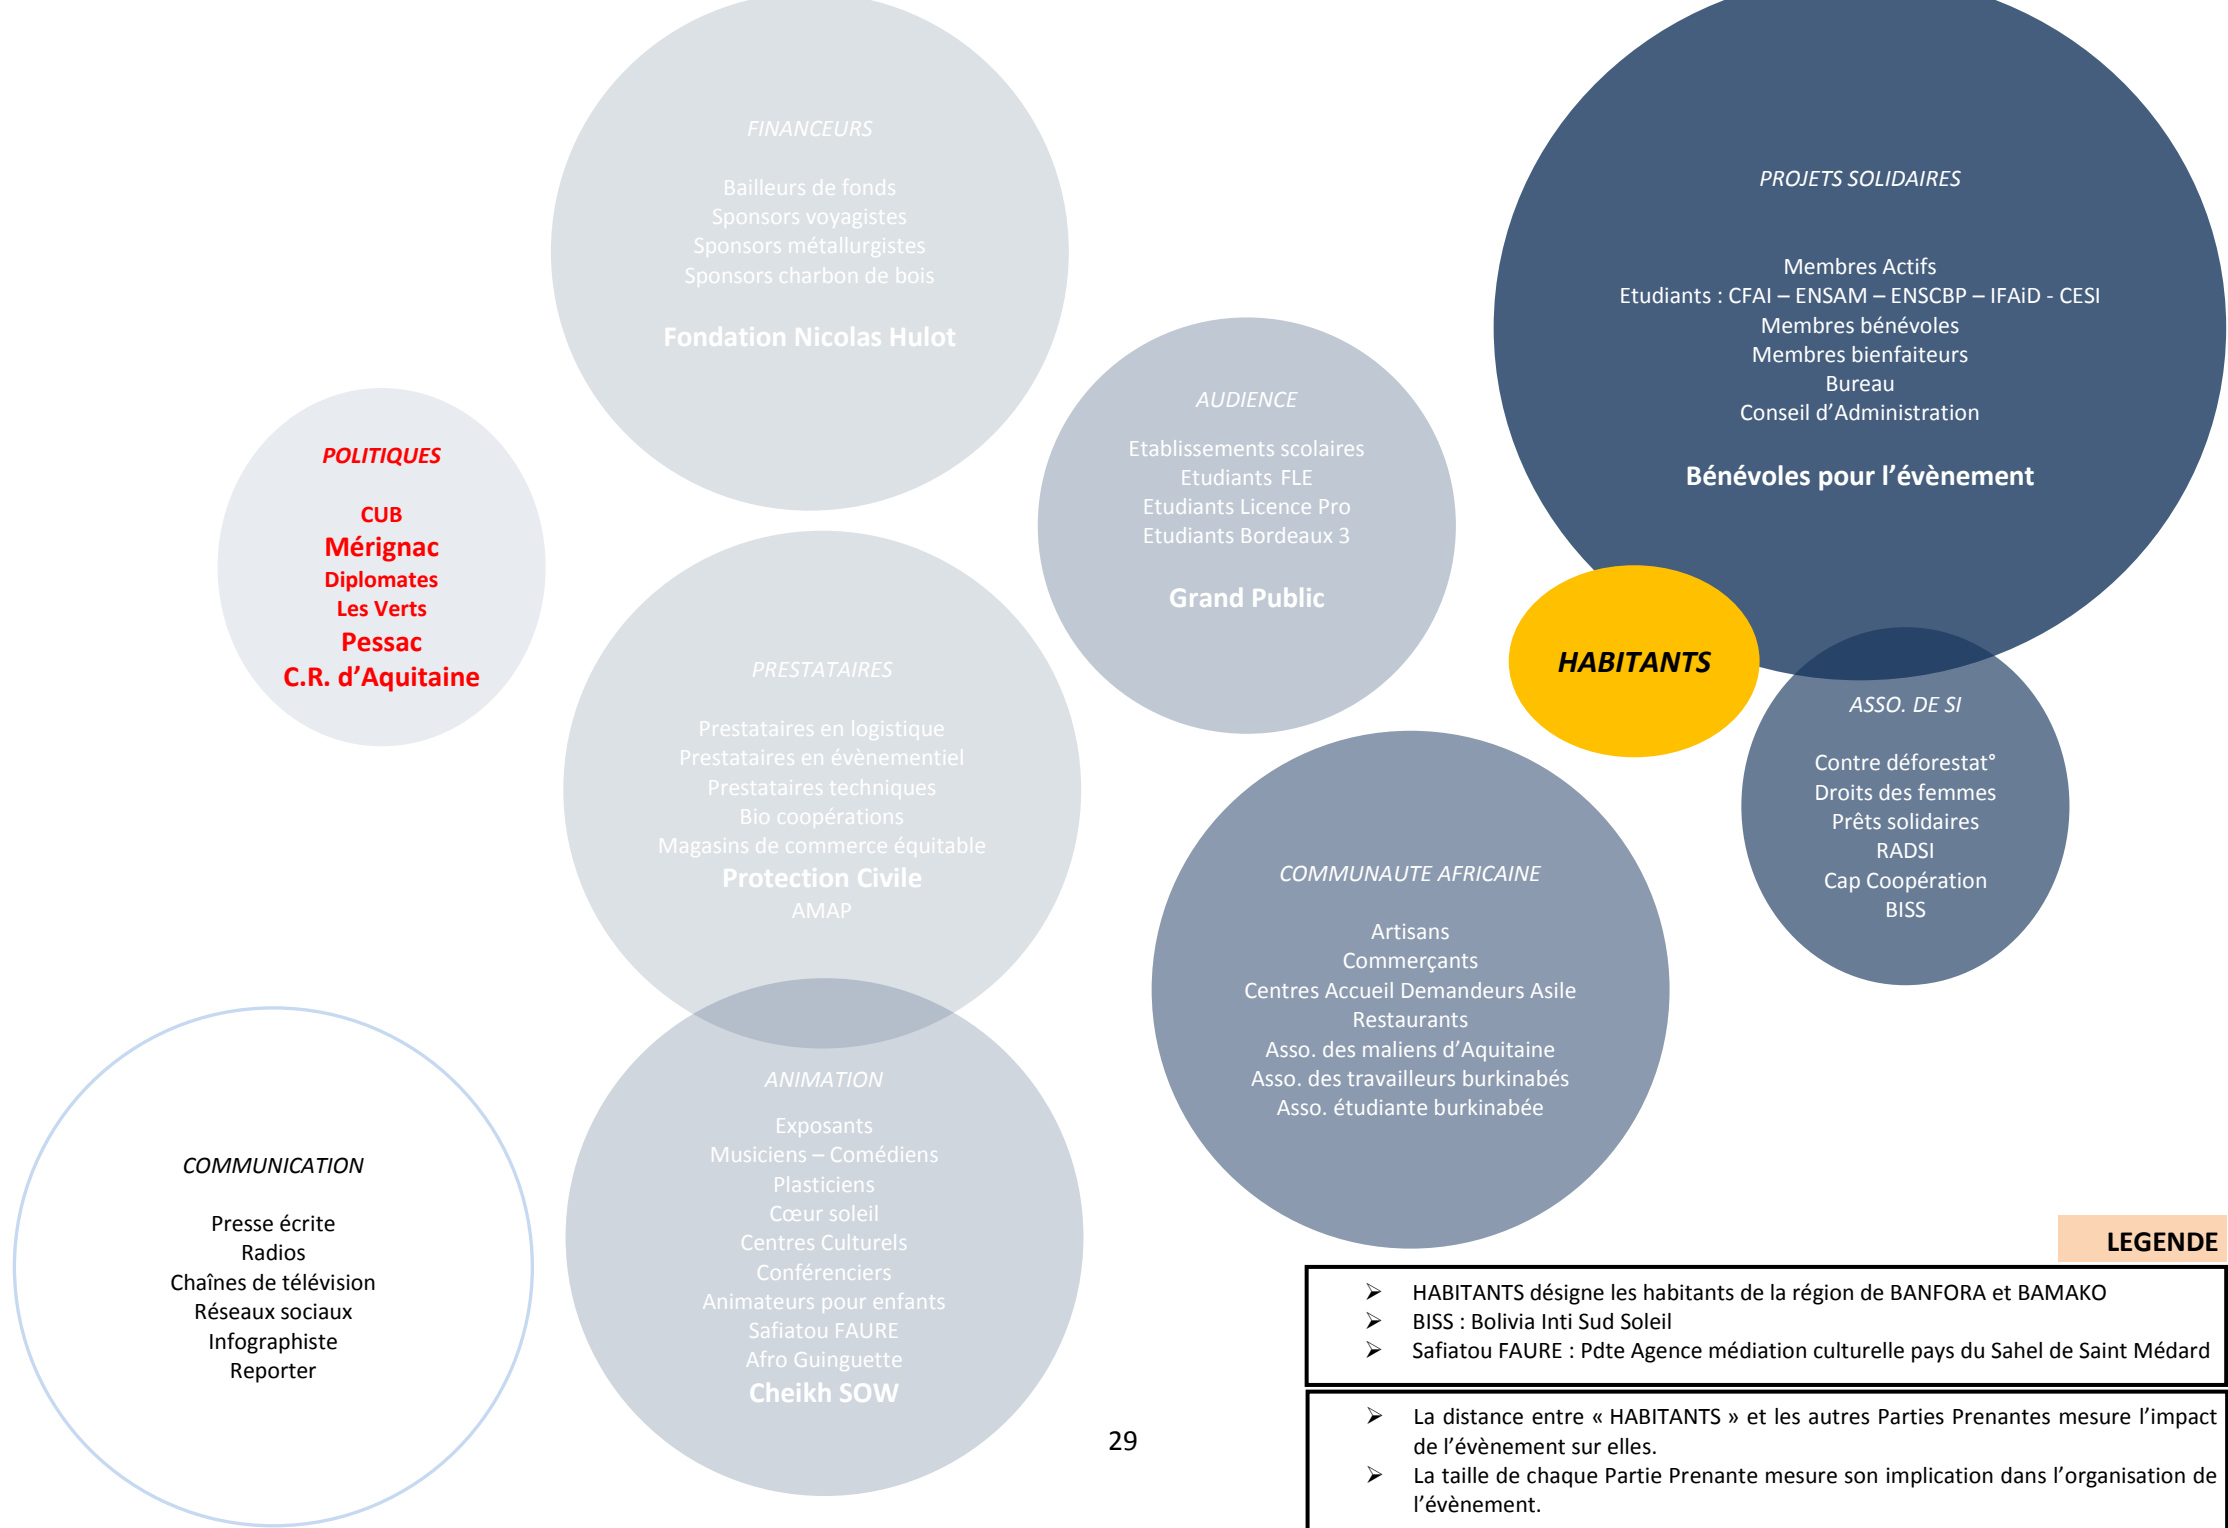 FINANCEURS
Bailleurs de fonds
Sponsors voyagistes
Sponsors métallurgistes
Sponsors charbon de bois
Fondation Nicolas Hulot
PROJETS SOLIDAIRES
Membres Actifs
Etudiants : CFAI – ENSAM – ENSCBP – IFAiD - CESI
Membres bénévoles
Membres bienfaiteurs
Bureau
Conseil d’Administration
Bénévoles pour l’évènement
POLITIQUES
CUB
Mérignac
Diplomates
Les Verts
Pessac
C.R. d’Aquitaine
AUDIENCE
Etablissements scolaires
Etudiants FLE
Etudiants Licence Pro
Etudiants Bordeaux 3
Grand Public
HABITANTS
PRESTATAIRES
Prestataires en logistique
Prestataires en évènementiel
Prestataires techniques
Bio coopérations
Magasins de commerce équitable
Protection Civile
AMAP
ASSO. DE SI
Contre déforestat°
Droits des femmes
Prêts solidaires
RADSI
Cap Coopération
BISS
COMMUNAUTE AFRICAINE
Artisans
Commerçants
Centres Accueil Demandeurs Asile
Restaurants
Asso. des maliens d’Aquitaine
Asso. des travailleurs burkinabés
Asso. étudiante burkinabée
ANIMATION
Exposants
Musiciens – Comédiens
Plasticiens
Cœur soleil
Centres Culturels
Conférenciers
Animateurs pour enfants
Safiatou FAURE
Afro Guinguette
Cheikh SOW
COMMUNICATION
Presse écrite
Radios
Chaînes de télévision
Réseaux sociaux
Infographiste
Reporter
LEGENDE
➢ HABITANTS désigne les habitants de la région de BANFORA et BAMAKO
➢ BISS : Bolivia Inti Sud Soleil
➢ Safiatou FAURE : Pdte Agence médiation culturelle pays du Sahel de Saint Médard
➢ La distance entre « HABITANTS » et les autres Parties Prenantes mesure l’impact
de l’évènement sur elles.
➢ La taille de chaque Partie Prenante mesure son implication dans l’organisation de
l’évènement.
29